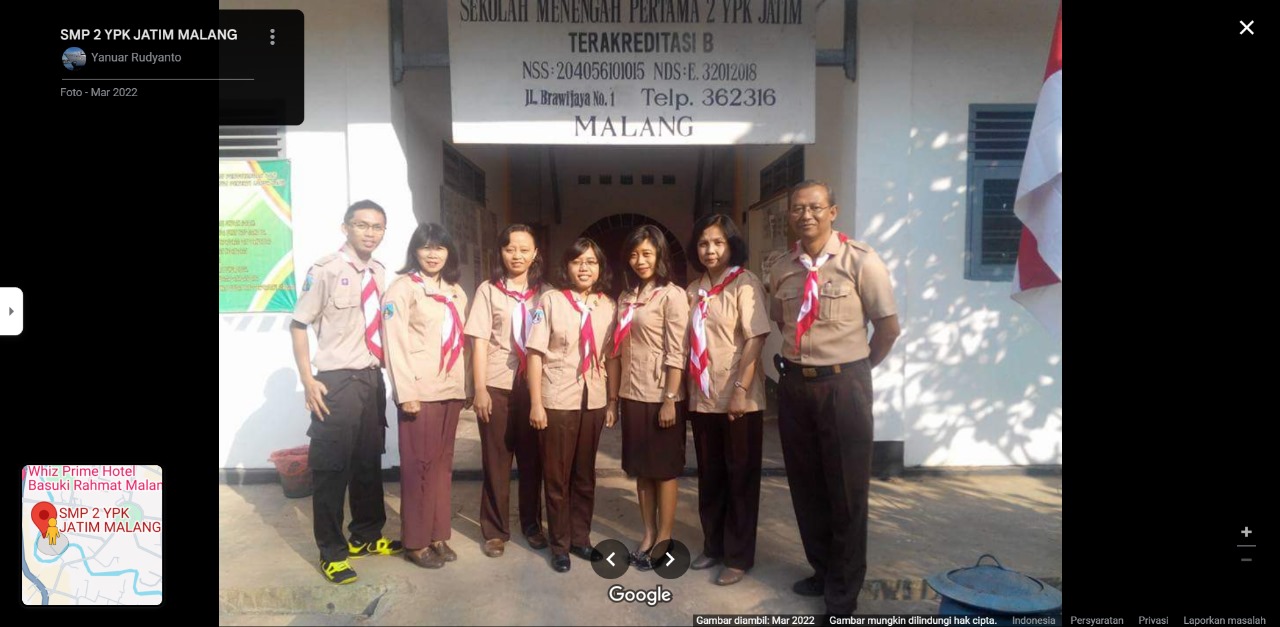 SMP 2 YPK JATIM MALANG
Yanuar Rudyanto
Foto - Mar 2022
SEKOLAH MENENGAH PERTAMA 2 YPK JATIM
TERAKREDITASI B
NSS:204056101015 NDS:E. 32012018
JL. Brawijaya No. 1 Telp. 362316
MALANG
Whiz Prime Hotel
Basuki Rahmat Malan
SMP 2 YPK
JATIM MALANG
Google
Gambar diambil: Mar 2022 Gambar mungkin dilindungi hak cipta. Indonesia Persyaratan Privasi Laporkan masalah